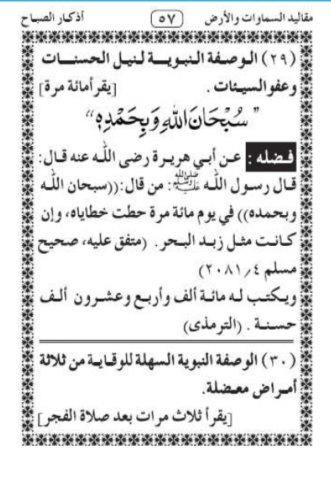 مقاليد السماوات والأرض ٥٧ أذكار الصباح
(٢٩) الوصفة النبوية لنيل الحسنات
وعفو السيئات . [يقرأ مائة مرة]
” سُبْحَانَ اللهِ وَبِحَمْدِهِ “
فضله : عن أبي هريرة رضى الله عنه قال:
قال رسول الله ﷺ: من قال: ((سبحان الله
وبحمده)) في يوم مائة مرة حطت خطاياه، وإن
كانت مثل زبد البحر . (متفق عليه، صحيح
مسلم ٤/٢٠٨١)
ويكتب له مائة ألف وأربع وعشرون ألف
حسنة . (الترمذى)
(٣٠) الوصفة النبوية السهلة للوقاية من ثلاثة
أمراض معضلة.
[يقرأ ثلاث مرات بعد صلاة الفجر]